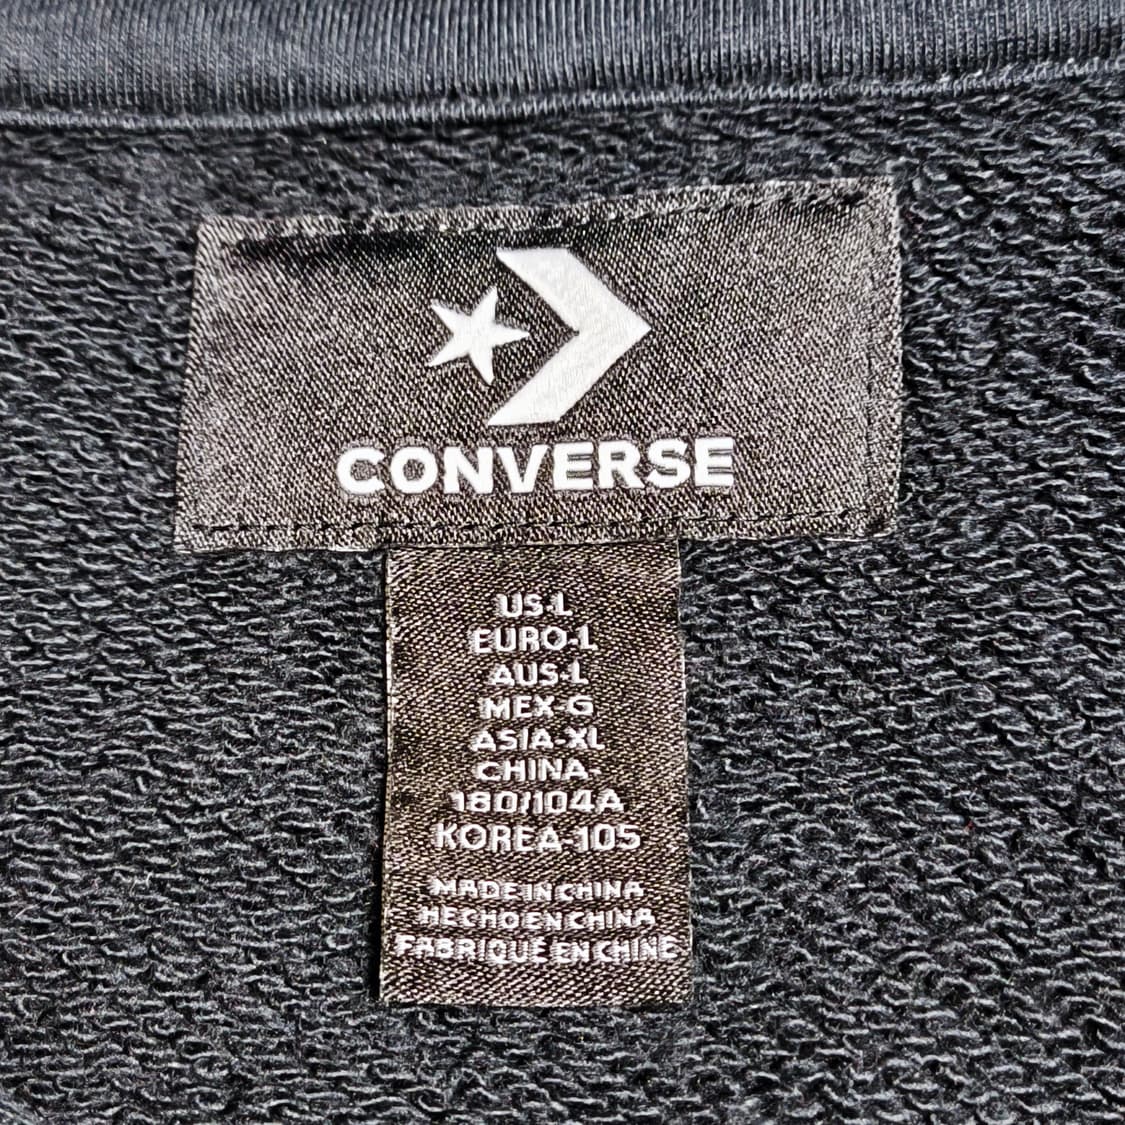 CONVERSE
US-L
EURO-L
AUS-L
MEX-G
ASIA-XL
CHINA-
180/104A
KOREA-105
MADE IN CHINA
HECHO EN CHINA
FABRIQUÉ EN CHINE